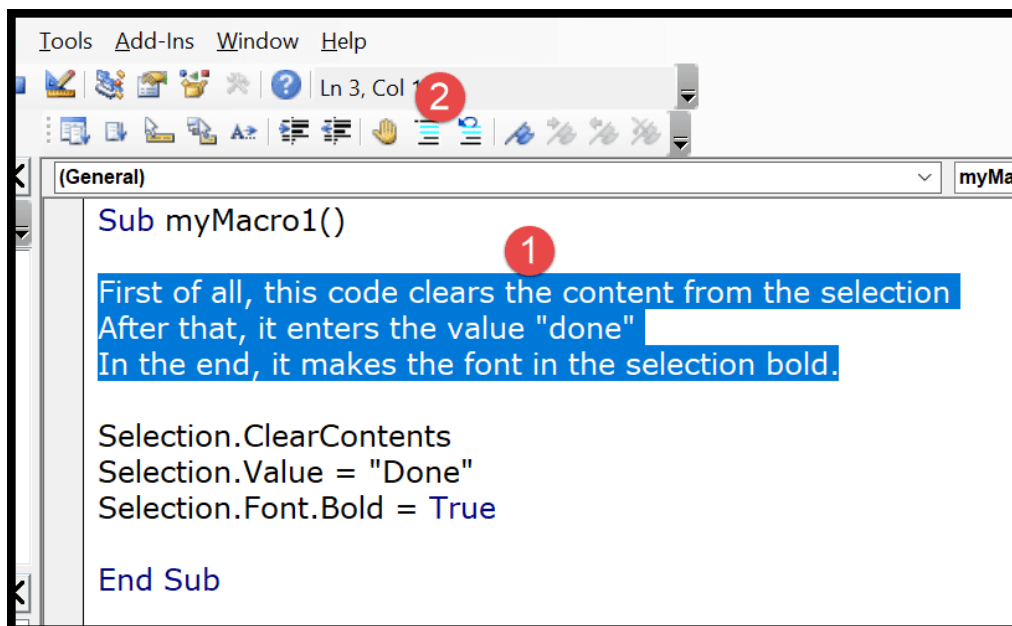 Tools Add-Ins Window Help
Ln 3, Col
2
(General)
myMa
Sub myMacro1()
1
First of all, this code clears the content from the selection
After that, it enters the value "done"
In the end, it makes the font in the selection bold.
Selection.ClearContents
Selection.Value = "Done"
Selection.Font.Bold = True
End Sub